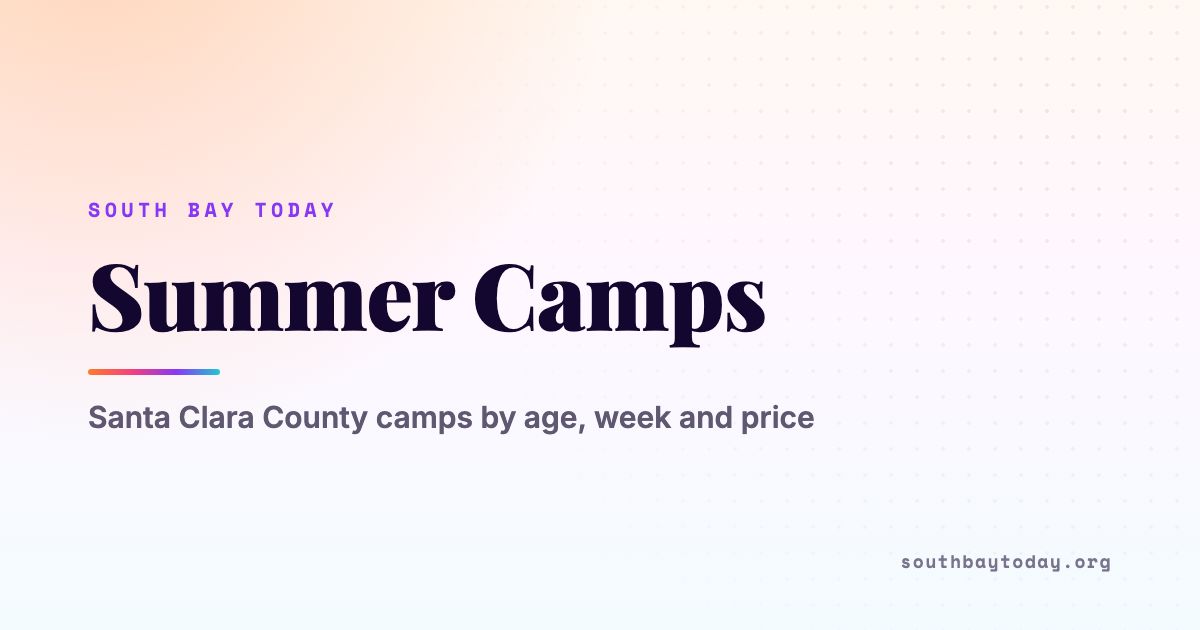 SOUTH BAY TODAY
Summer Camps
Santa Clara County camps by age, week and price
southbaytoday.org